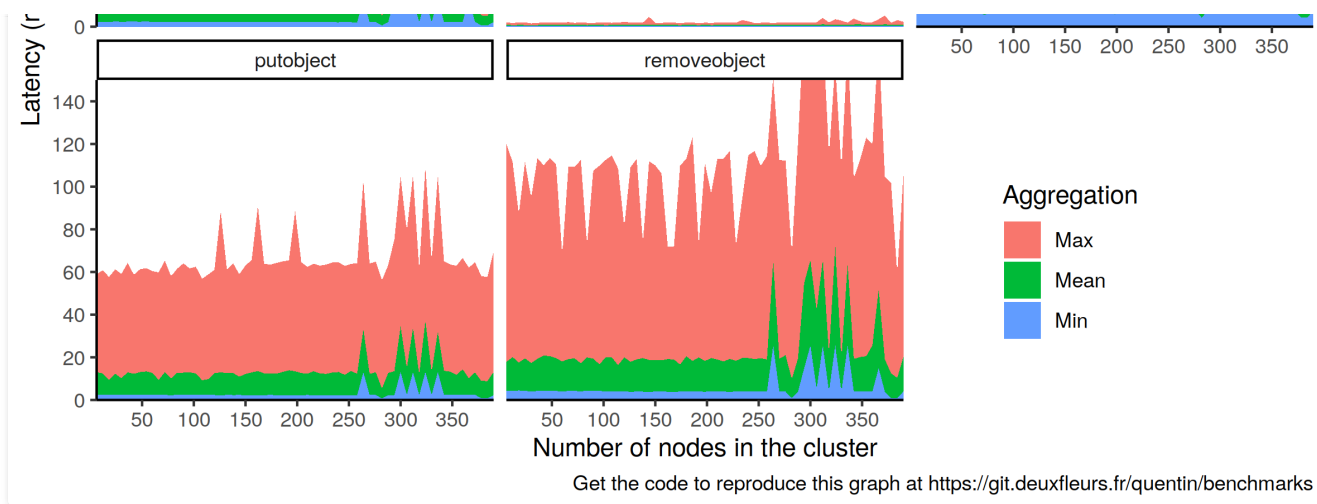 0
50 100 150 200 250 300 350
Latency (
putobject
removeobject
140
120
100
80
60
40
20
0
50 100 150 200 250 300 350
50 100 150 200 250 300 350
Number of nodes in the cluster
Aggregation
Max
Mean
Min
Get the code to reproduce this graph at https://git.deuxfleurs.fr/quentin/benchmarks